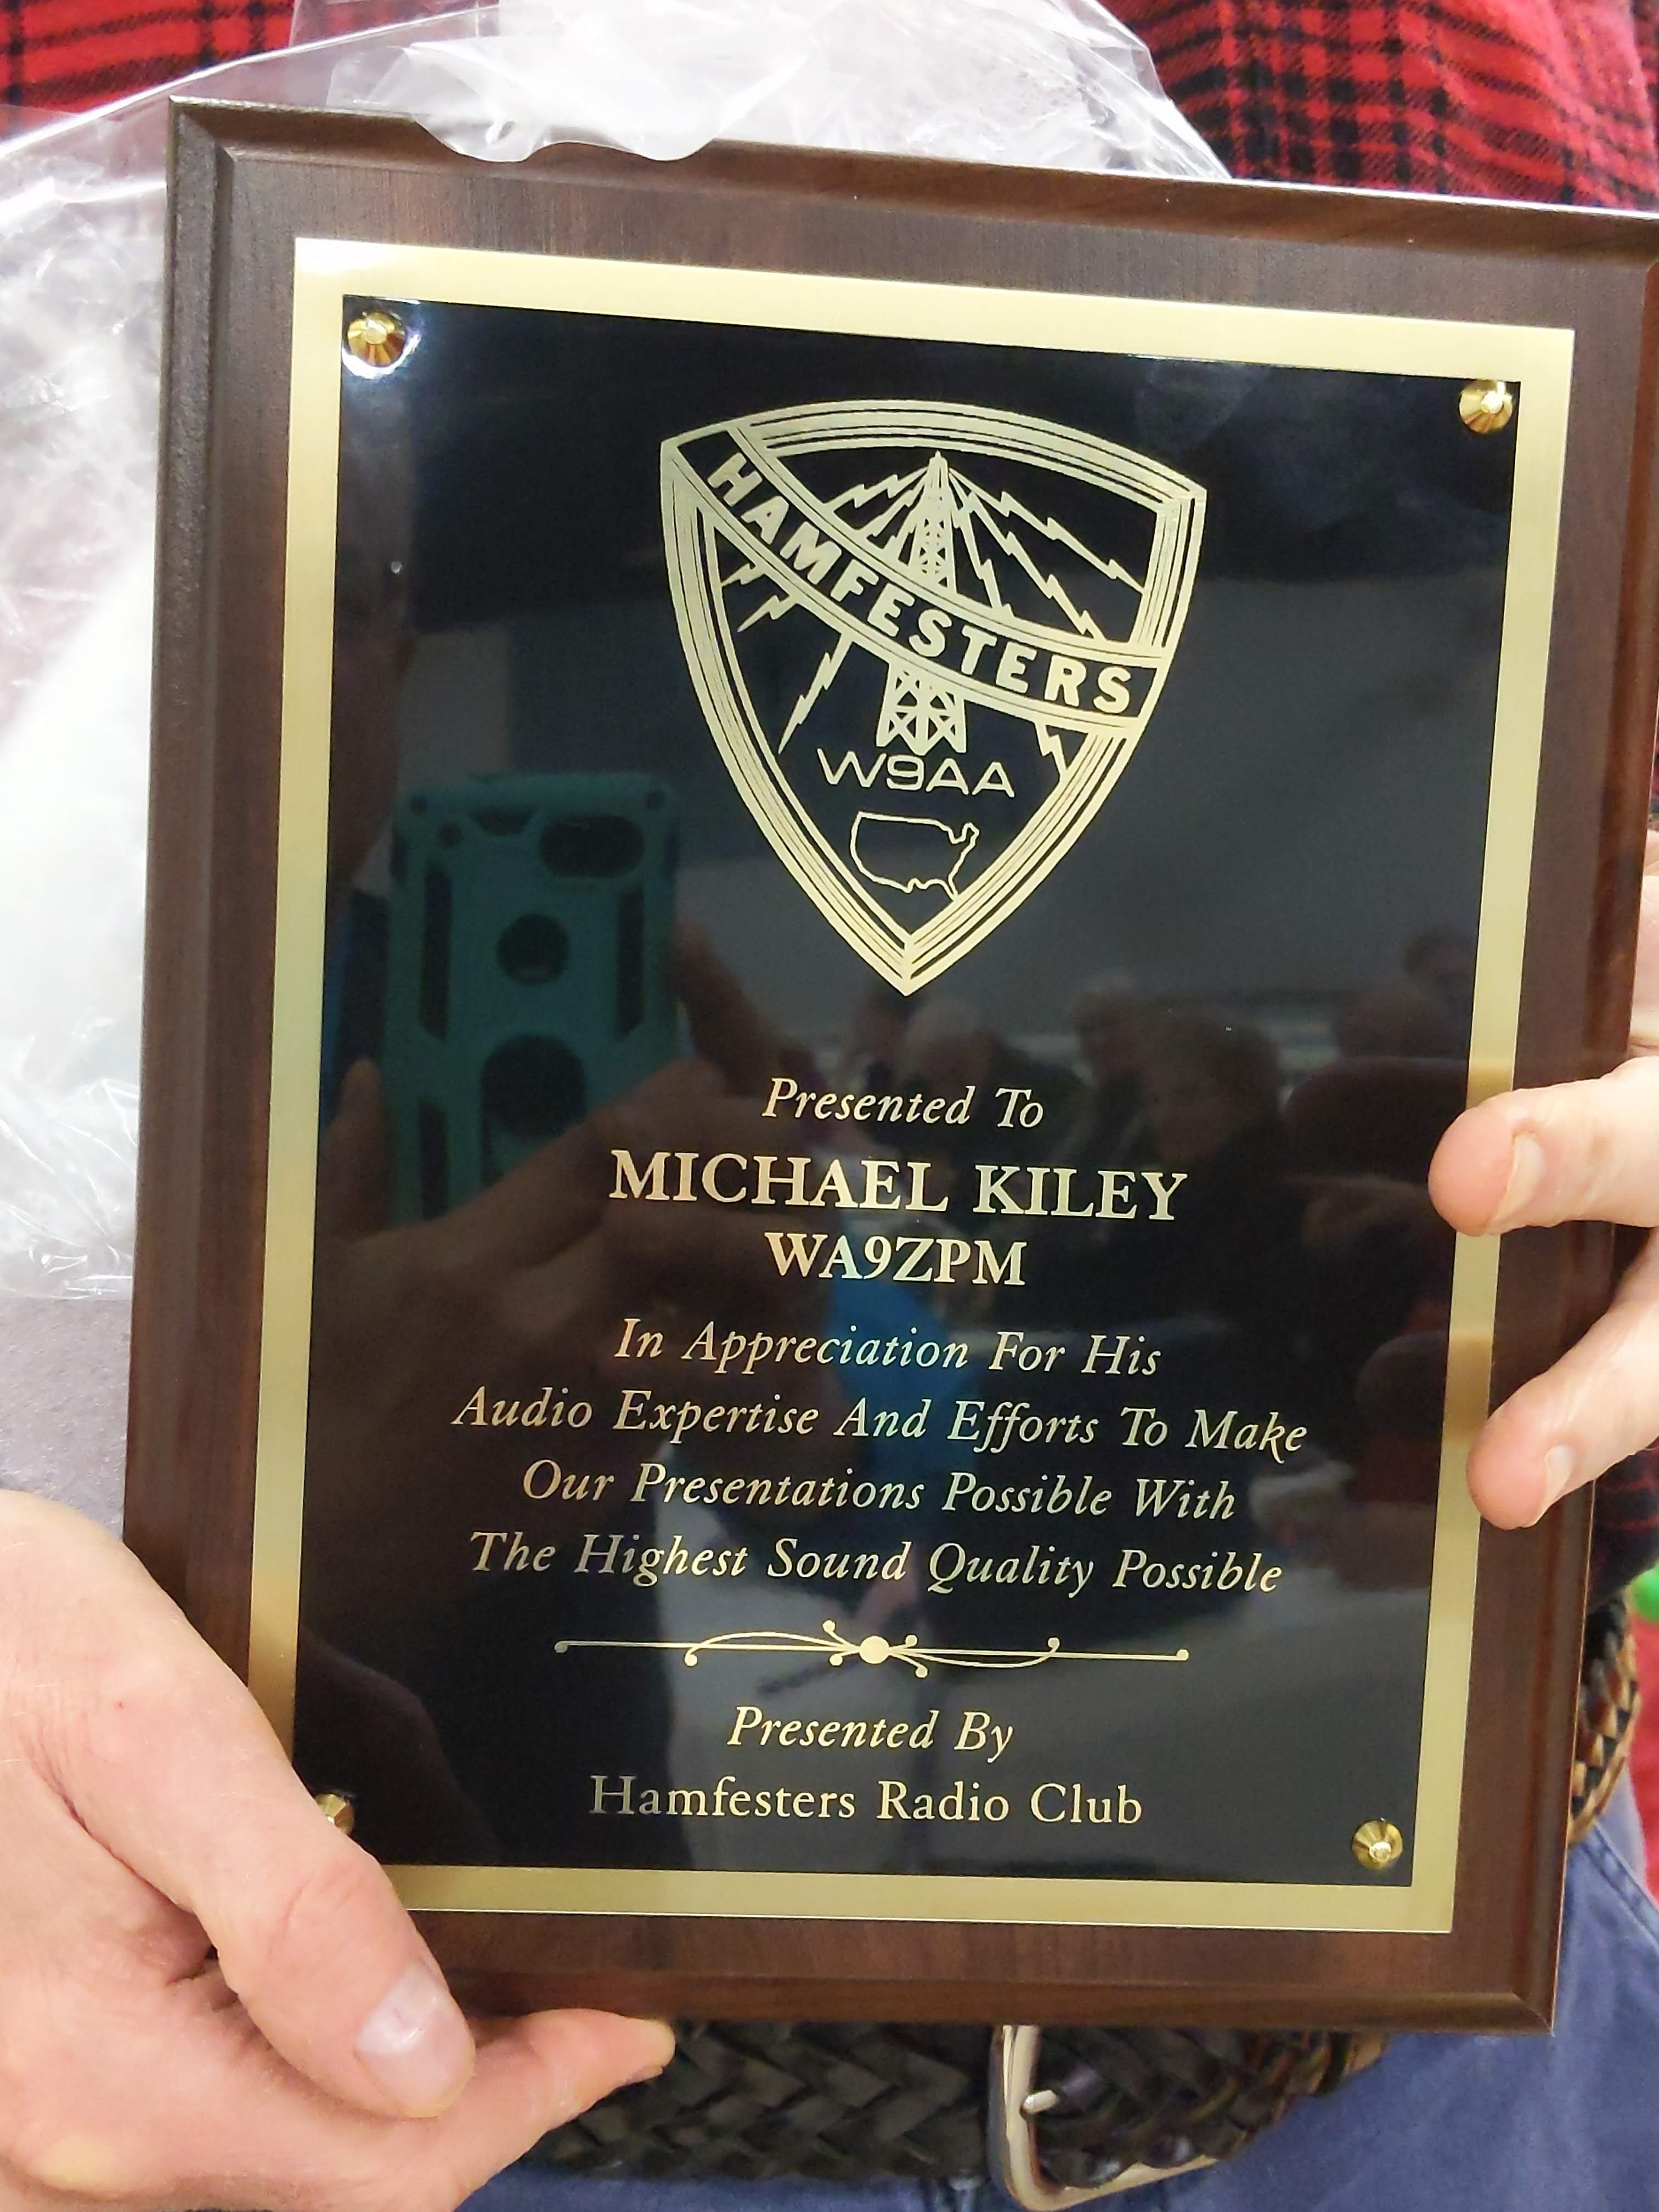 HAMFESTERS
W9AA
Presented To
MICHAEL KILEY
WA9ZPM
In Appreciation For His
Audio Expertise And Efforts To Make
Our Presentations Possible With
The Highest Sound Quality Possible
Presented By
Hamfesters Radio Club